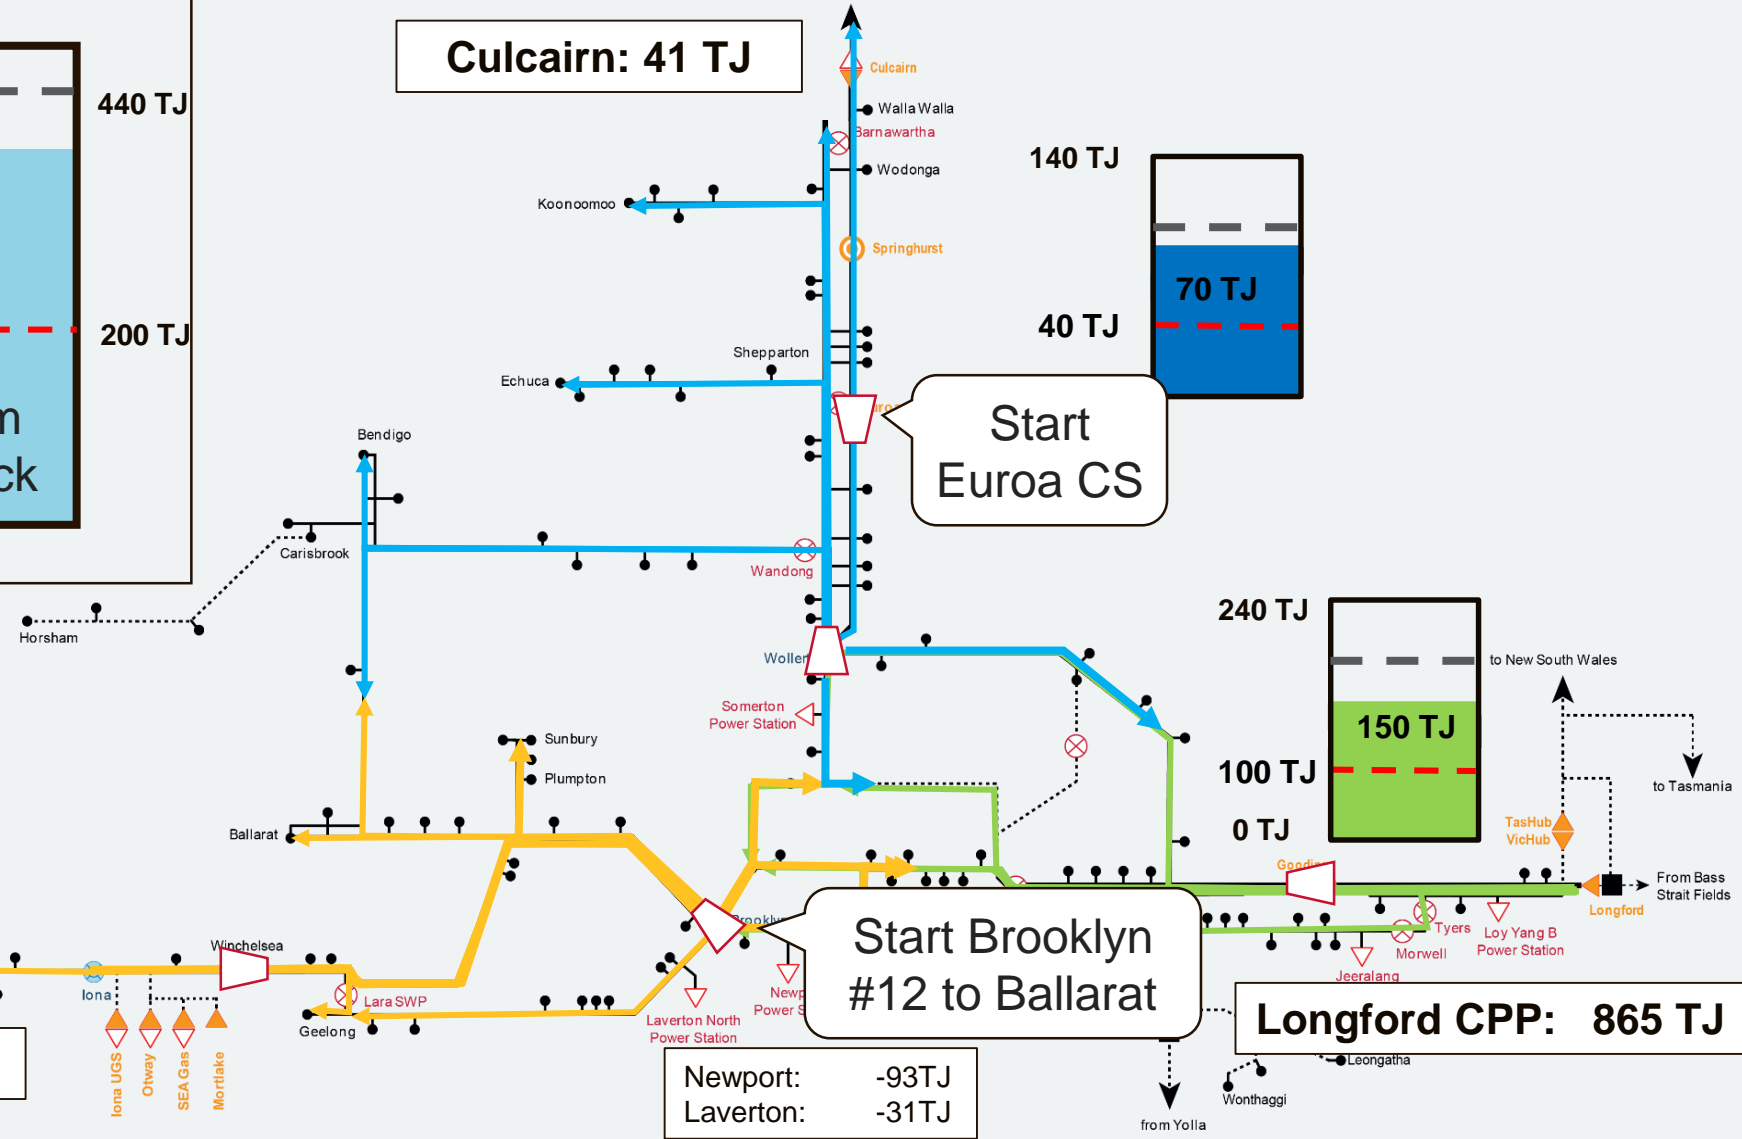 440 TJ
200 TJ
m
ck
Culcairn: 41 TJ
Culcairn
Walla Walla
Barnawartha
Wodonga
Koonoomoo
Springhurst
140 TJ
70 TJ
40 TJ
Shepparton
Echuca
Start
Euroa CS
Bendigo
Carisbrook
Horsham
Wandong
Somerton
Power Station
Sunbury
Plumpton
Ballarat
240 TJ
150 TJ
100 TJ
0 TJ
to New South Wales
to Tasmania
TasHub
VicHub
From Bass
Strait Fields
Longford
Tyers
Morwell
Loy Yang B
Power Station
Jeeralang
Start Brooklyn
#12 to Ballarat
Winchelsea
Iona
Lara SWP
Geelong
Iona UGS
Otway
SEA Gas
Mortlake
Laverton North
Power Station
Newp
Power S
Longford CPP: 865 TJ
Leongatha
Wonthaggi
from Yolla
Newport: -93TJ
Laverton: -31TJ